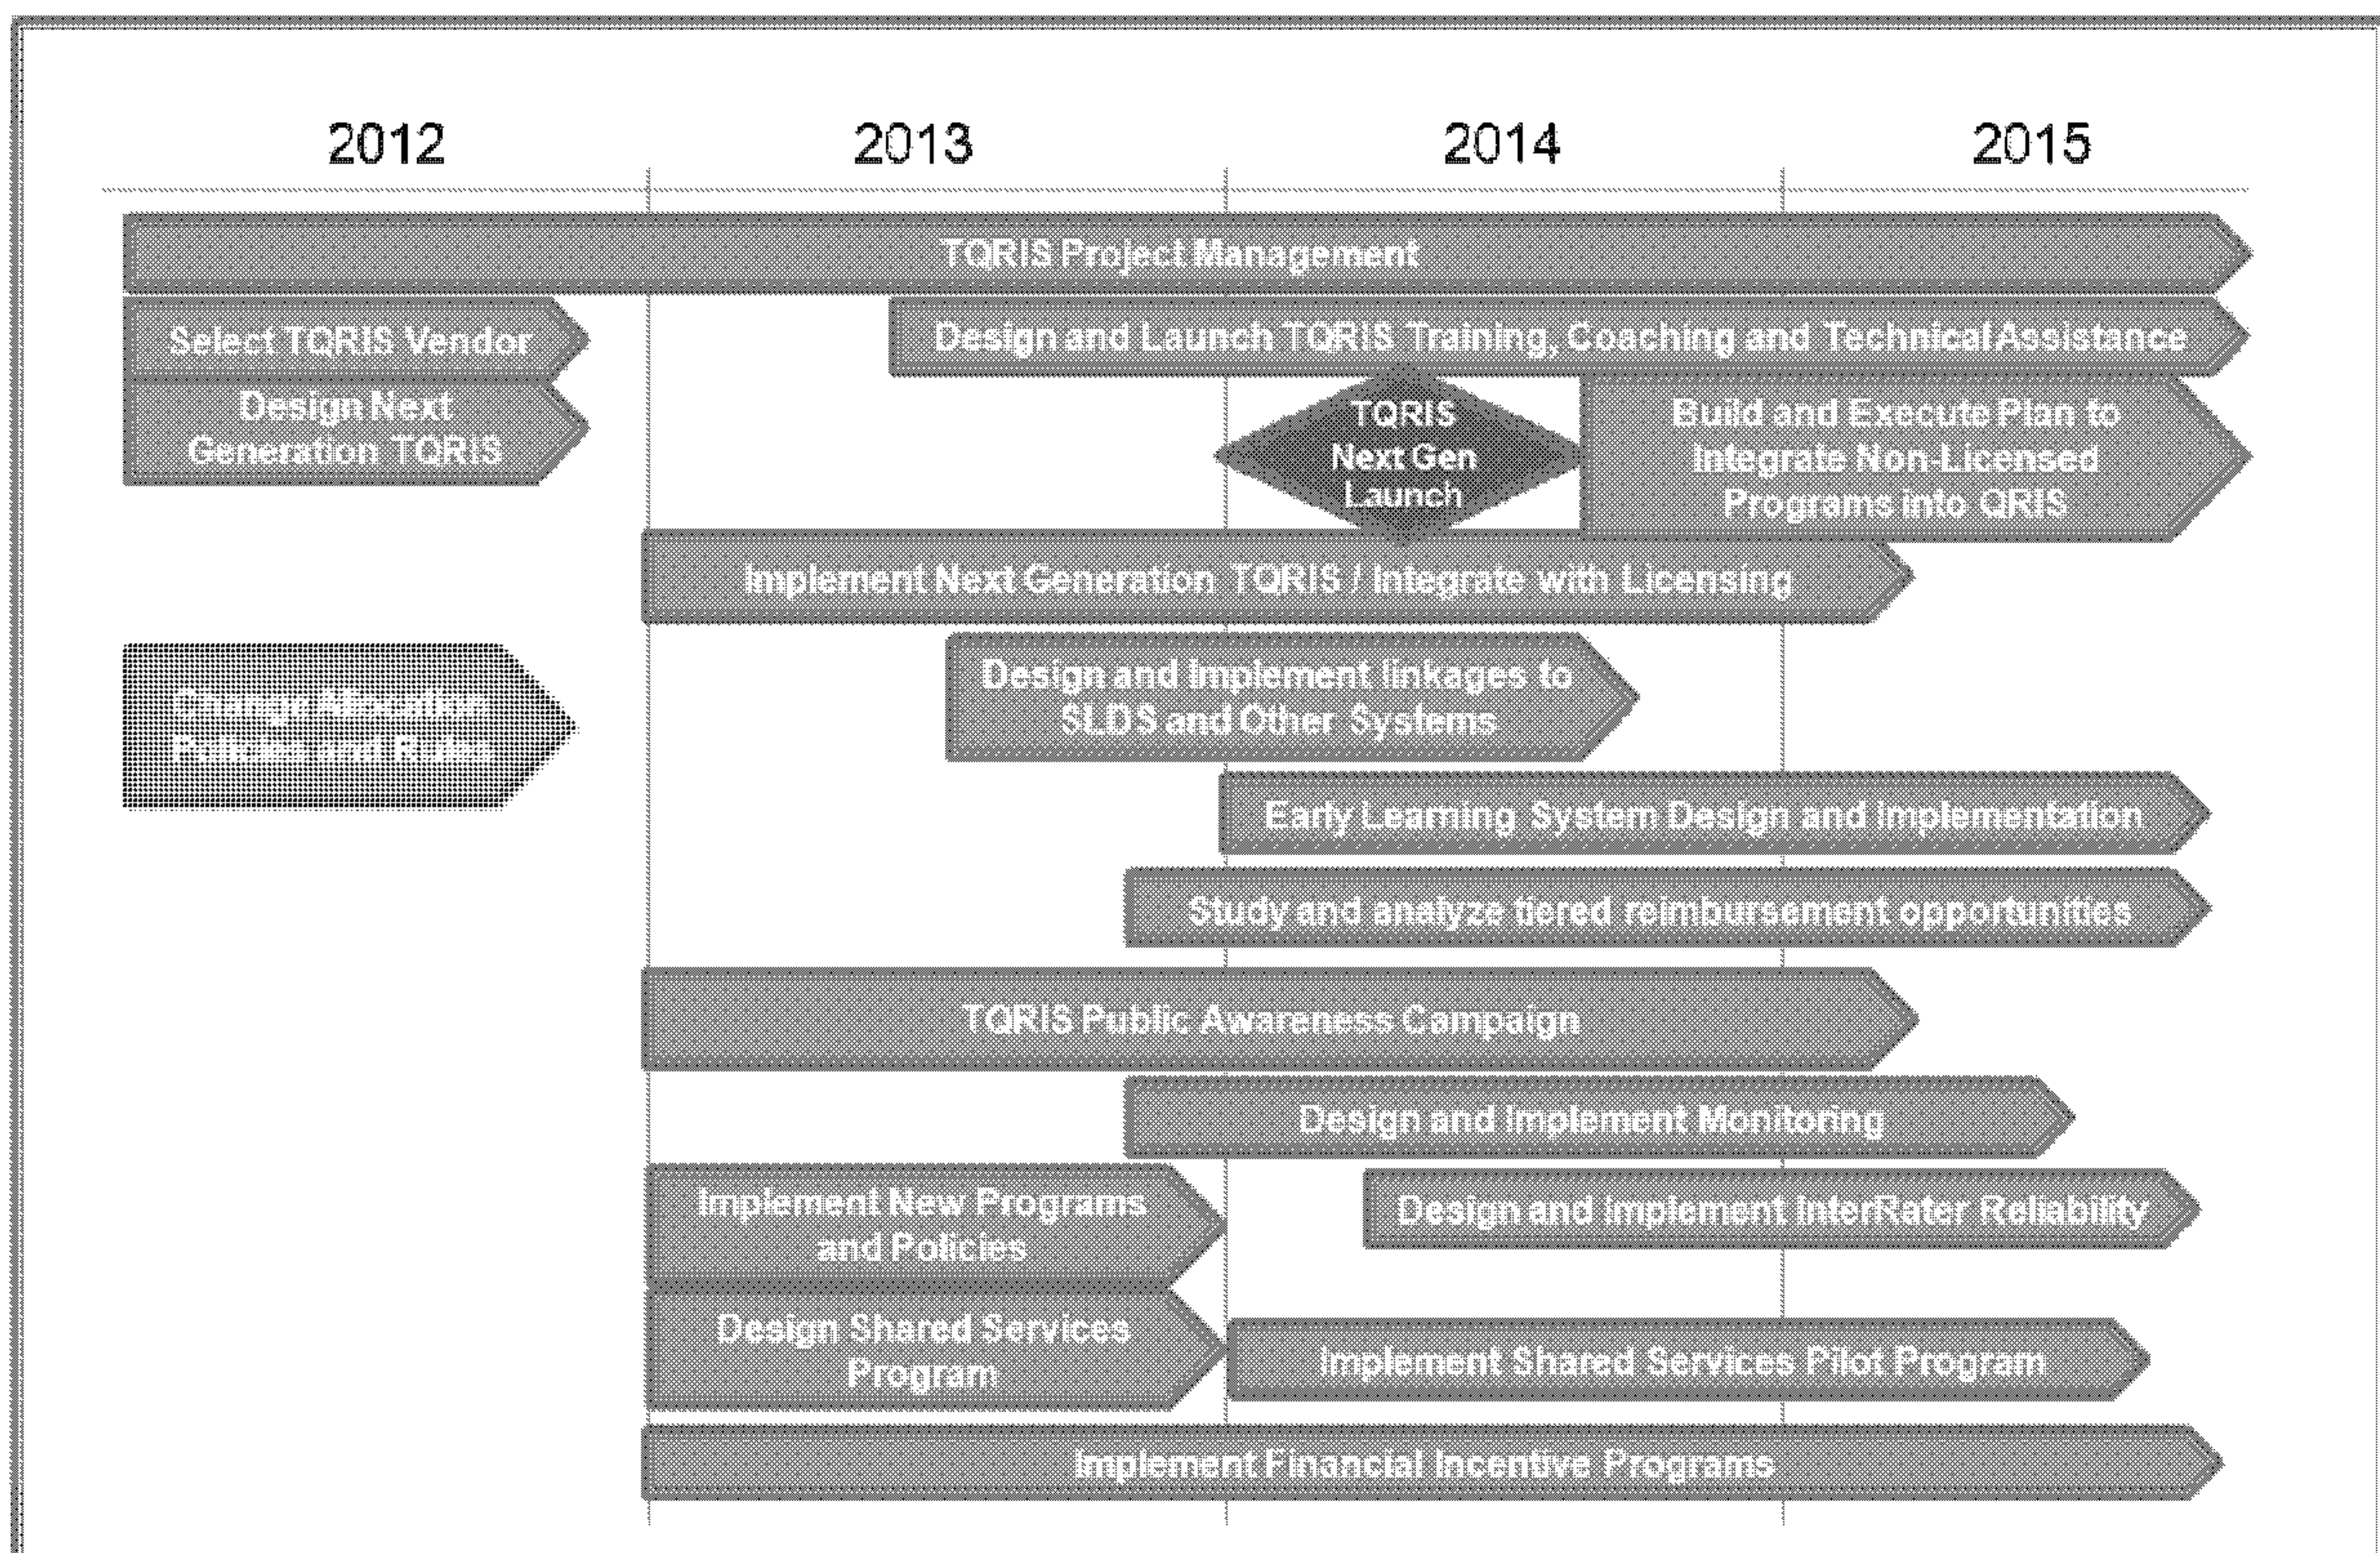 2012 2013 2014 2015
TQRIS Project Management
Select TQRIS Vendor
Design and Launch TQRIS Training, Coaching and Technical Assistance
Design Next
Generation TQRIS
TQRIS
Next Gen
Launch
Build and Execute Plan to
Integrate Non-Licensed
Programs into QRIS
Implement Next Generation TQRIS / Integrate with Licensing
Change Allocation
Policies and Rules
Design and Implement linkages to
SLDS and Other Systems
Early Learning System Design and Implementation
Study and analyze tiered reimbursement opportunities
TQRIS Public Awareness Campaign
Design and Implement Monitoring
Implement New Programs
and Policies
Design and implement InterRater Reliability
Design Shared Services
Program
Implement Shared Services Pilot Program
Implement Financial Incentive Programs